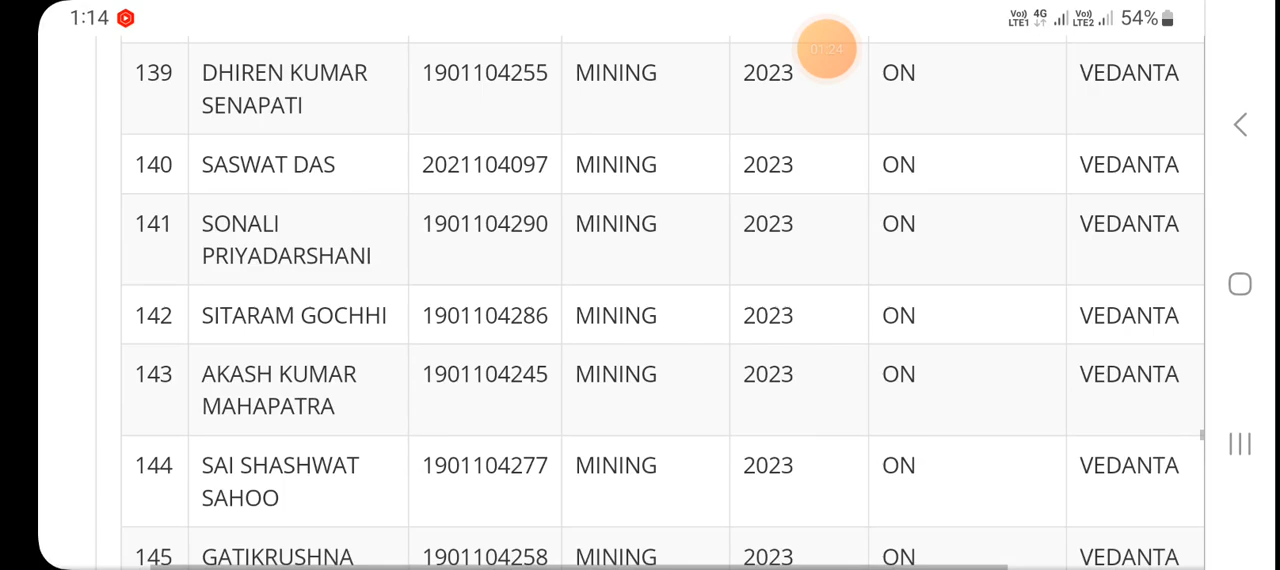 1:14 Vo)) LTE1 4G Vo)) LTE2 54%
01:24
139 DHIREN KUMAR SENAPATI 1901104255 MINING 2023 ON VEDANTA
140 SASWAT DAS 2021104097 MINING 2023 ON VEDANTA
141 SONALI PRIYADARSHANI 1901104290 MINING 2023 ON VEDANTA
142 SITARAM GOCHHI 1901104286 MINING 2023 ON VEDANTA
143 AKASH KUMAR MAHAPATRA 1901104245 MINING 2023 ON VEDANTA
144 SAI SHASHWAT SAHOO 1901104277 MINING 2023 ON VEDANTA
145 GATIKRUSHNA 1901104258 MINING 2023 ON VEDANTA